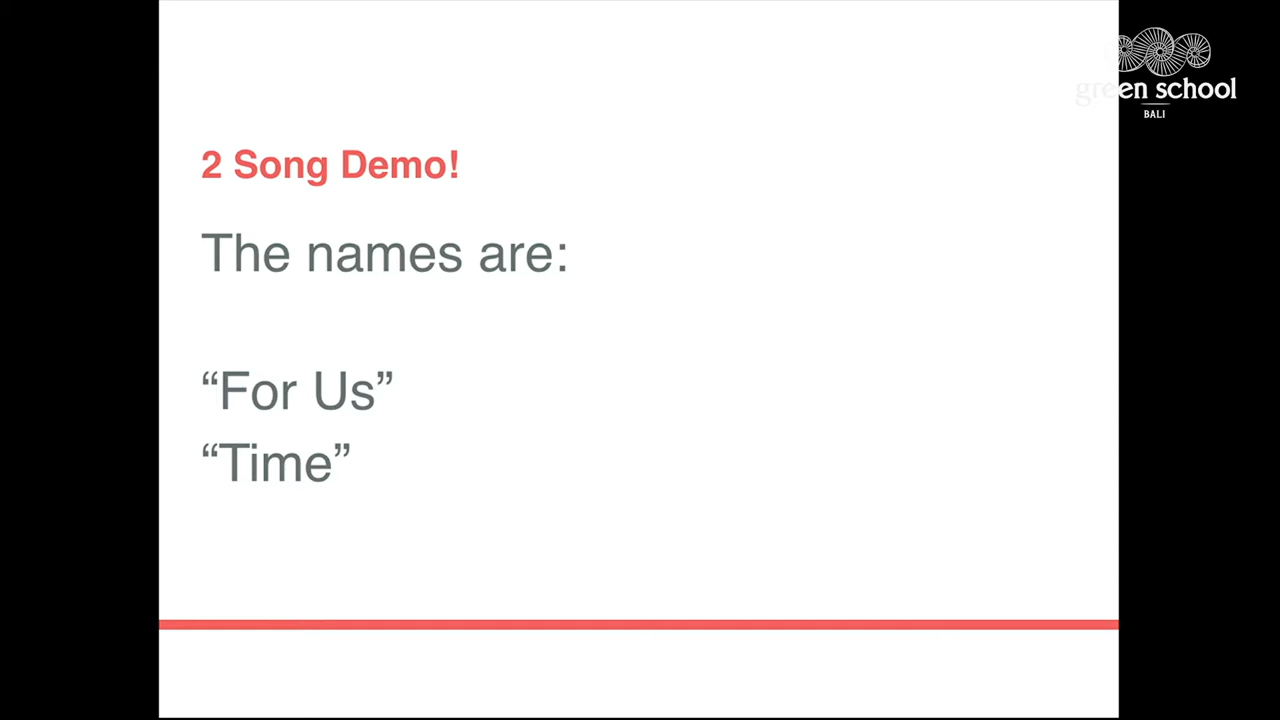 2 Song Demo!
The names are:
“For Us”
“Time”
green school
BALI